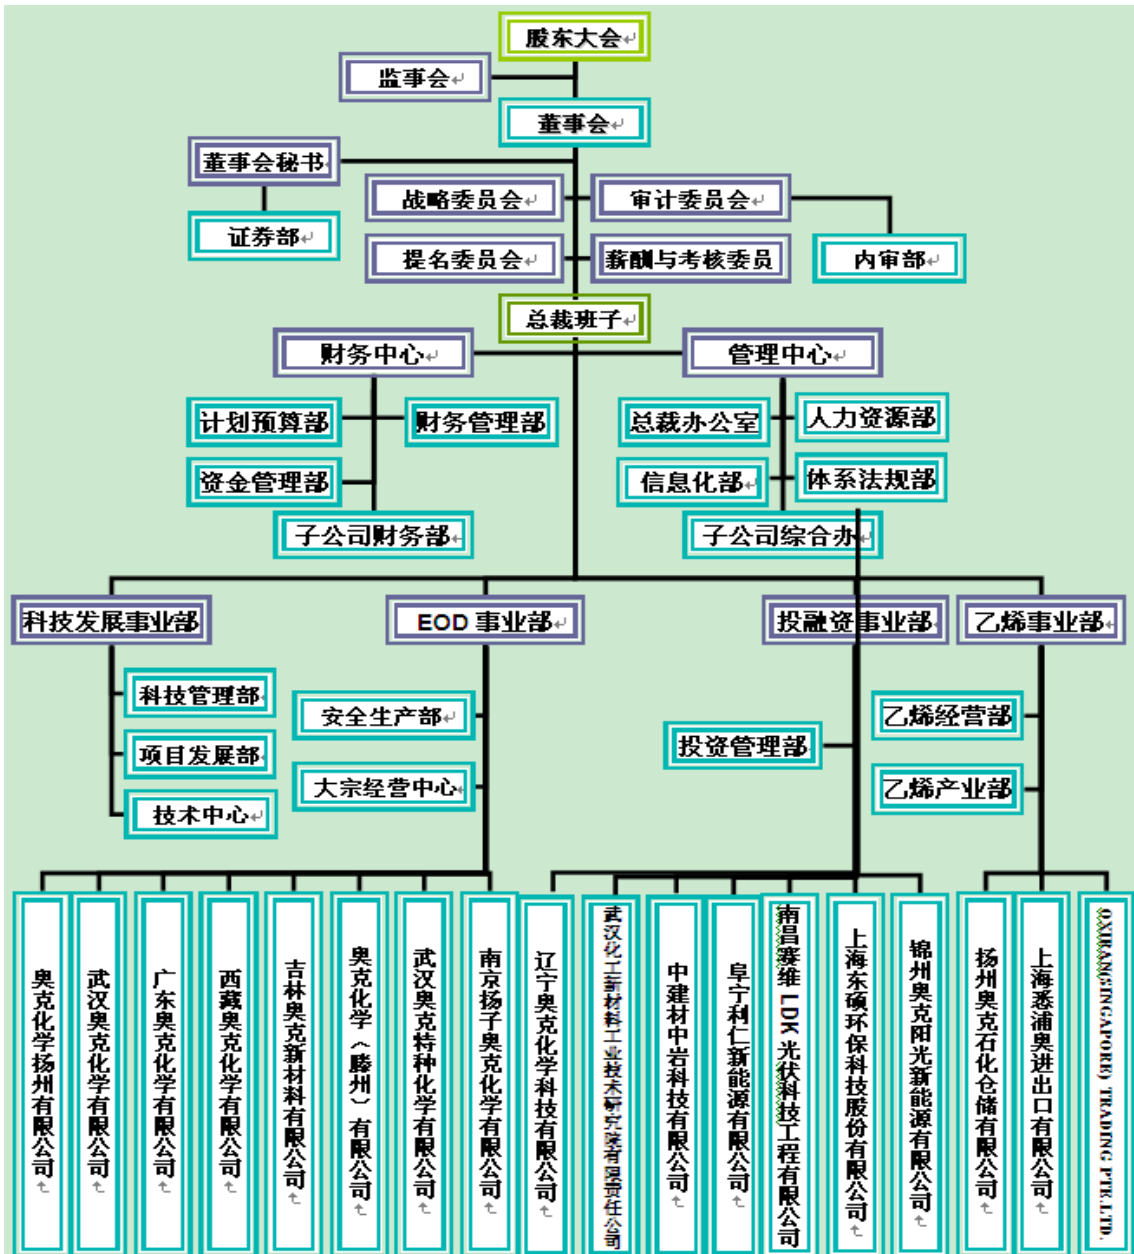 股东大会
监事会
董事会
董事会秘书
战略委员会
审计委员会
证券部
提名委员会
薪酬与考核委员
内审部
总裁班子
财务中心
管理中心
计划预算部
财务管理部
总裁办公室
人力资源部
资金管理部
信息化部
体系法规部
子公司财务部
子公司综合办
科技发展事业部
EOD 事业部
投融资事业部
乙烯事业部
科技管理部
安全生产部
乙烯经营部
项目发展部
投资管理部
大宗经营中心
乙烯产业部
技术中心
奥克化学扬州有限公司
武汉奥克化学有限公司
广东奥克化学有限公司
西藏奥克化学有限公司
吉林奥克新材料有限公司
奥克化学（滕州）有限公司
武汉奥克特种化学有限公司
南京扬子奥克化学有限公司
辽宁奥克化学科技有限公司
武汉化工新材料工业技术研究院有限责任公司
中建材中岩科技有限公司
阜宁利仁新能源有限公司
南昌赛维 LDK 光伏科技工程有限公司
上海东硕环保科技股份有限公司
锦州奥克阳光新能源有限公司
扬州奥克石化仓储有限公司
上海悉浦奥进出口有限公司
OXIRANSINGAPORE) TRADING PTE.LTD.